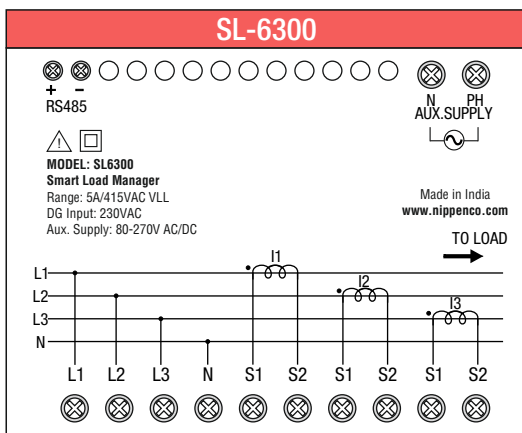 SL-6300
+ −
RS485
N PH
AUX.SUPPLY
!
MODEL: SL6300
Smart Load Manager
Range: 5A/415VAC VLL
DG Input: 230VAC
Aux. Supply: 80-270V AC/DC
Made in India
www.nippenco.com
TO LOAD
I1
L1
I2
L2
I3
L3
N
L1 L2 L3 N S1 S2 S1 S2 S1 S2